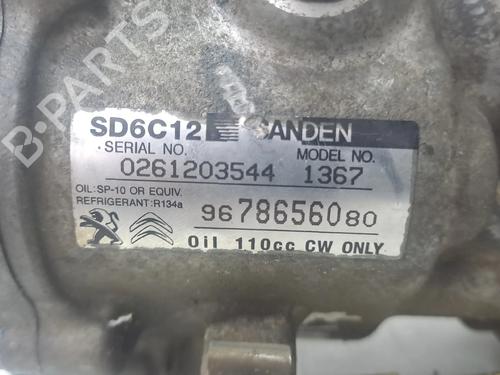 B-PARTS
SD6C12 SANDEN
SERIAL NO. MODEL NO.
0261203544 1367
OIL:SP-10 OR EQUIV.
REFRIGERANT:R134a
9678656080
Oil 110cc CW ONLY